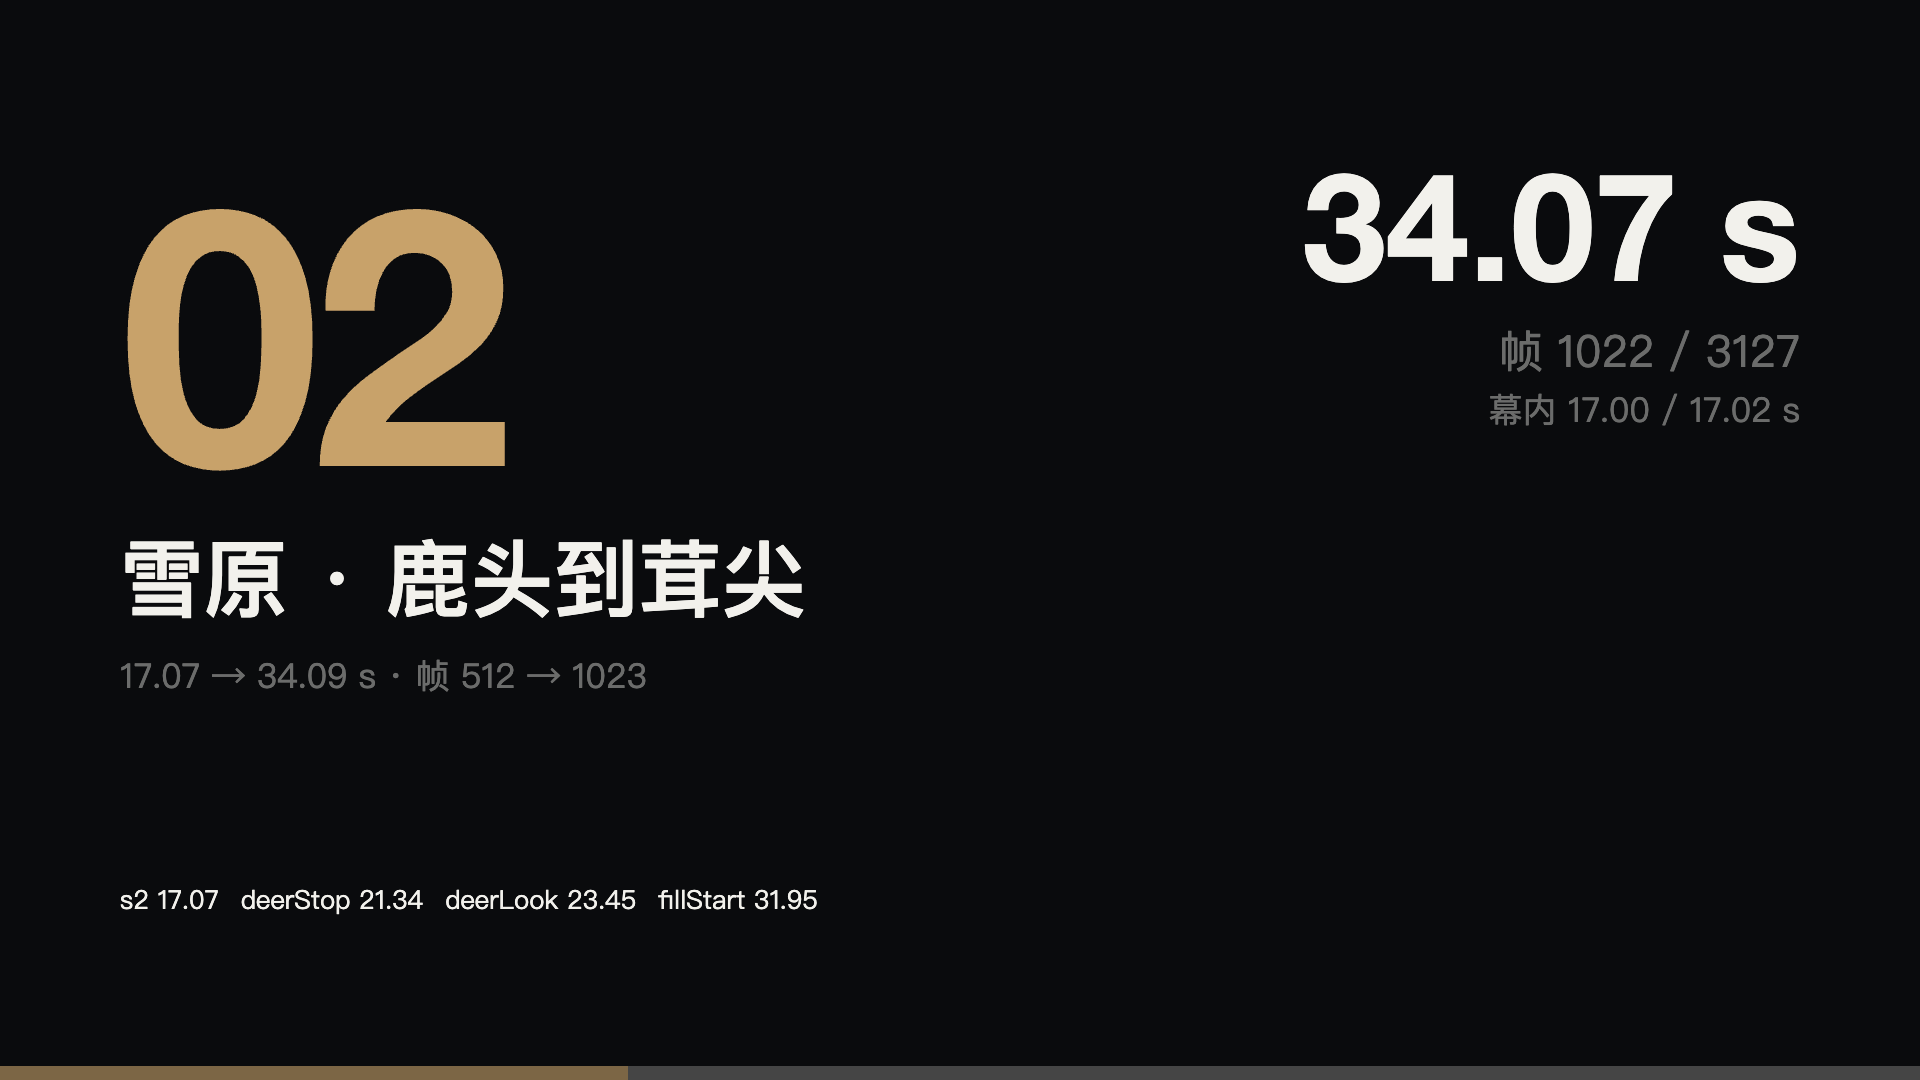 02
雪原 · 鹿头到茸尖
17.07 → 34.09 s · 帧 512 → 1023
34.07 s
帧 1022 / 3127
幕内 17.00 / 17.02 s
s2 17.07 deerStop 21.34 deerLook 23.45 fillStart 31.95